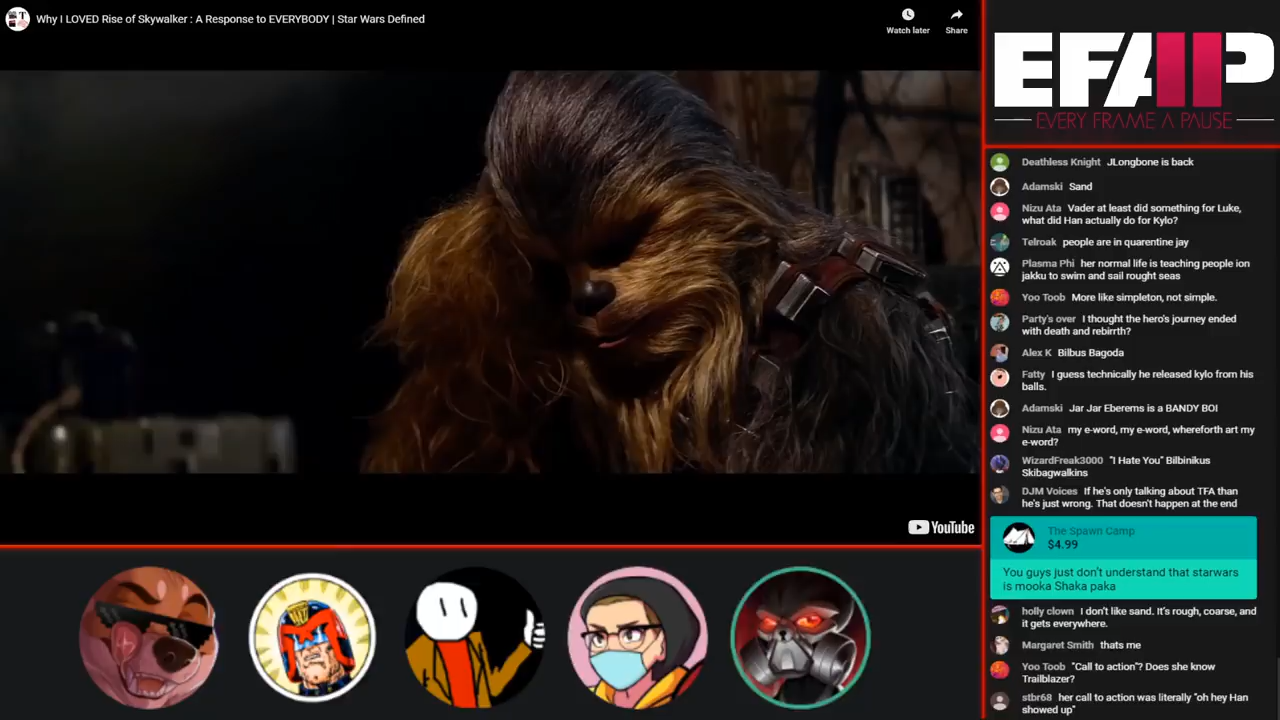 Why I LOVED Rise of Skywalker : A Response to EVERYBODY | Star Wars Defined
Watch later
Share
YouTube
EFAP
EVERY FRAME A PAUSE
Deathless Knight JLongbone is back
Adamski Sand
Nizu Ata Vader at least did something for Luke,
what did Han actually do for Kylo?
Telroak people are in quarentine jay
Plasma Phi her normal life is teaching people ion
jakku to swim and sail rought seas
Yoo Toob More like simpleton, not simple.
Party's over I thought the hero's journey ended
with death and rebirrth?
Alex K Bilbus Bagoda
Fatty I guess technically he released kylo from his
balls.
Adamski Jar Jar Eberems is a BANDY BOI
Nizu Ata my e-word, my e-word, whereforth art my
e-word?
WizardFreak3000 "I Hate You" Bilbinikus
Skibagwalkins
DJM Voices If he's only talking about TFA than
he's just wrong. That doesn't happen at the end
The Spawn Camp
$4.99
You guys just don't understand that starwars
is mooka Shaka paka
holly clown I don't like sand. It's rough, coarse, and
it gets everywhere.
Margaret Smith thats me
Yoo Toob "Call to action"? Does she know
Trailblazer?
stbr68 her call to action was literally "oh hey Han
showed up"